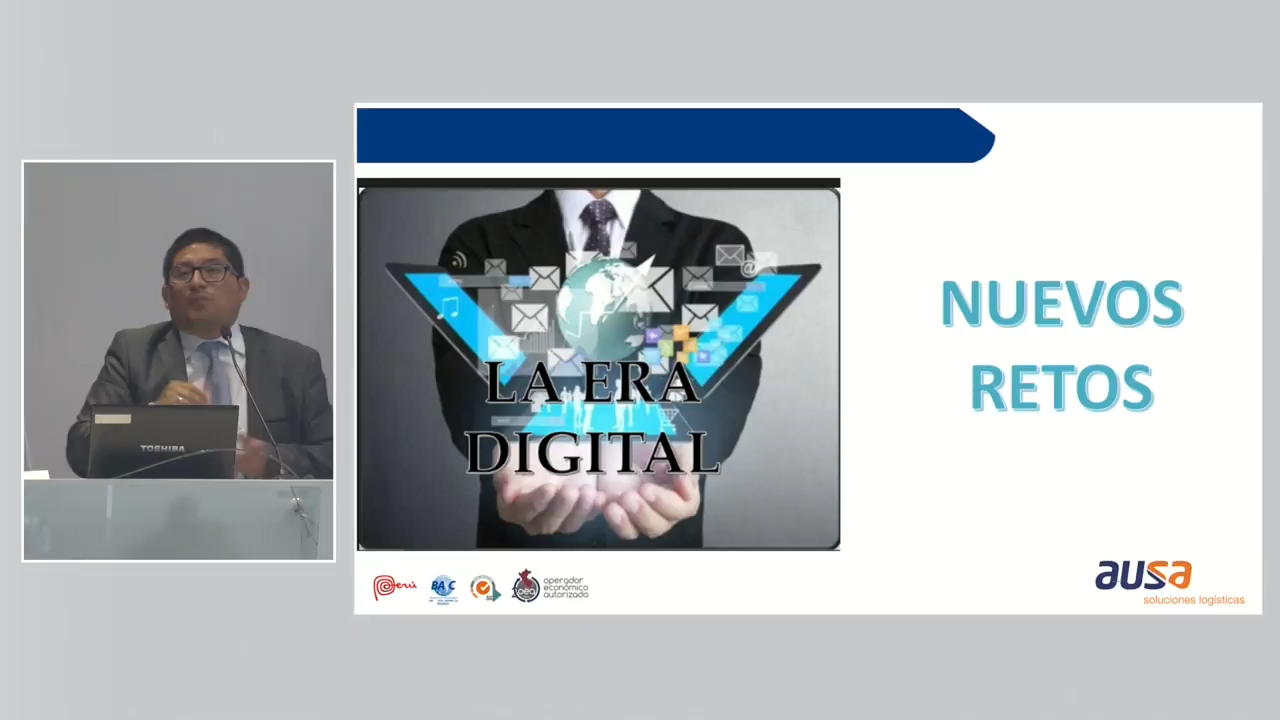 TOSHIBA
LA ERA
DIGITAL
NUEVOS
RETOS
Perú
BASC
operador
económico
autorizado
ausa
soluciones logísticas